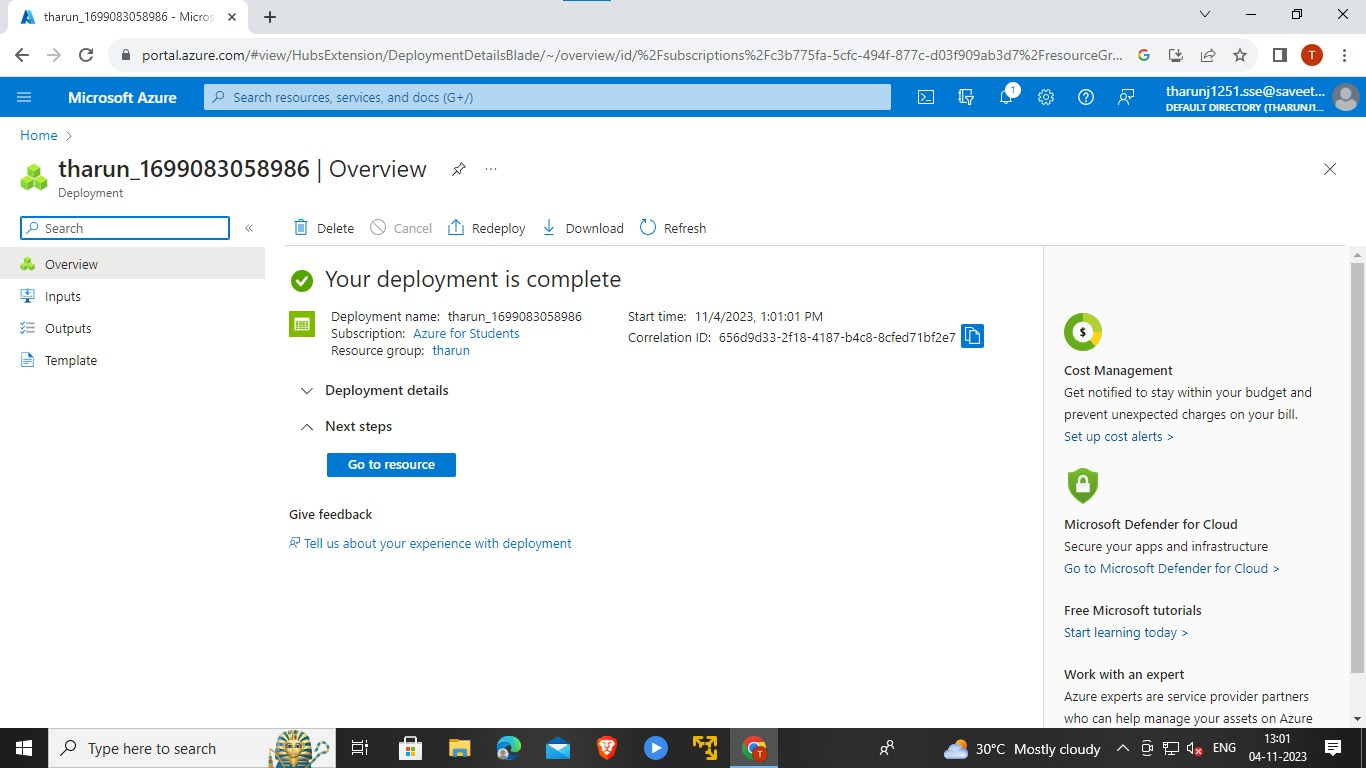 tharun_1699083058986 - Micros
portal.azure.com/#view/HubsExtension/DeploymentDetailsBlade/~/overview/id/%2Fsubscriptions%2Fc3b775fa-5cfc-494f-877c-d03f909ab3d7%2FresourceGr...
T
Microsoft Azure
Search resources, services, and docs (G+/)
1
tharunj1251.sse@saveet...
DEFAULT DIRECTORY (THARUNJ1...
Home >
tharun_1699083058986 | Overview
...
Deployment
Search
«
Delete
Cancel
Redeploy
Download
Refresh
Overview
Inputs
Outputs
Template
Your deployment is complete
Deployment name: tharun_1699083058986
Subscription: Azure for Students
Resource group: tharun
Start time: 11/4/2023, 1:01:01 PM
Correlation ID: 656d9d33-2f18-4187-b4c8-8cfed71bf2e7
Deployment details
Next steps
Go to resource
Give feedback
Tell us about your experience with deployment
$
Cost Management
Get notified to stay within your budget and
prevent unexpected charges on your bill.
Set up cost alerts >
Microsoft Defender for Cloud
Secure your apps and infrastructure
Go to Microsoft Defender for Cloud >
Free Microsoft tutorials
Start learning today >
Work with an expert
Azure experts are service provider partners
who can help manage your assets on Azure
Type here to search
T
30°C Mostly cloudy
ENG
13:01
04-11-2023